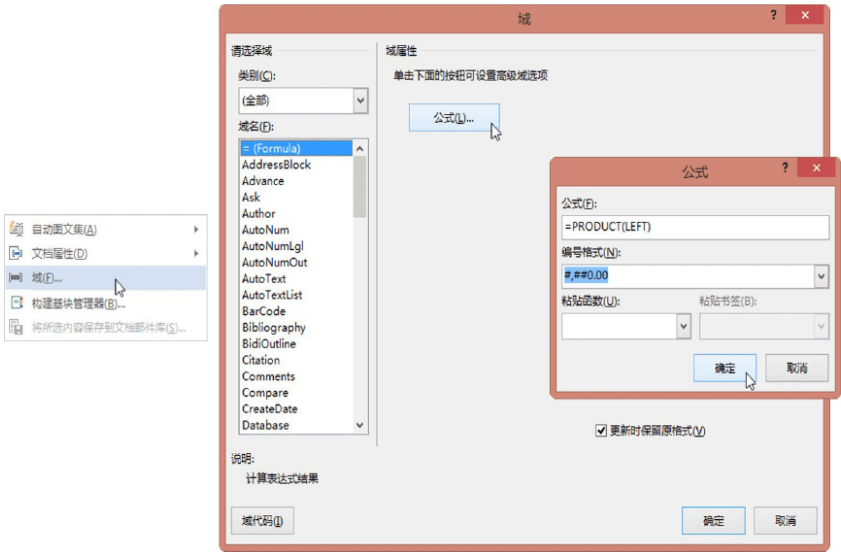 自动图文集(A)
文档属性(D)
域(F)...
构建基块管理器(B)...
将所选内容保存到文档部件库(S)...
域
?
请选择域
类别(C):
(全部)
域名(F):
= (Formula)
AddressBlock
Advance
Ask
Author
AutoNum
AutoNumLgl
AutoNumOut
AutoText
AutoTextList
BarCode
Bibliography
BidiOutline
Citation
Comments
Compare
CreateDate
Database
说明:
计算表达式结果
域代码(I)
域属性
单击下面的按钮可设置高级域选项
公式(L)...
更新时保留原格式(V)
确定
取消
公式
?
公式(F):
=PRODUCT(LEFT)
编号格式(N):
#,##0.00
粘贴函数(U):
粘贴书签(B):
确定
取消